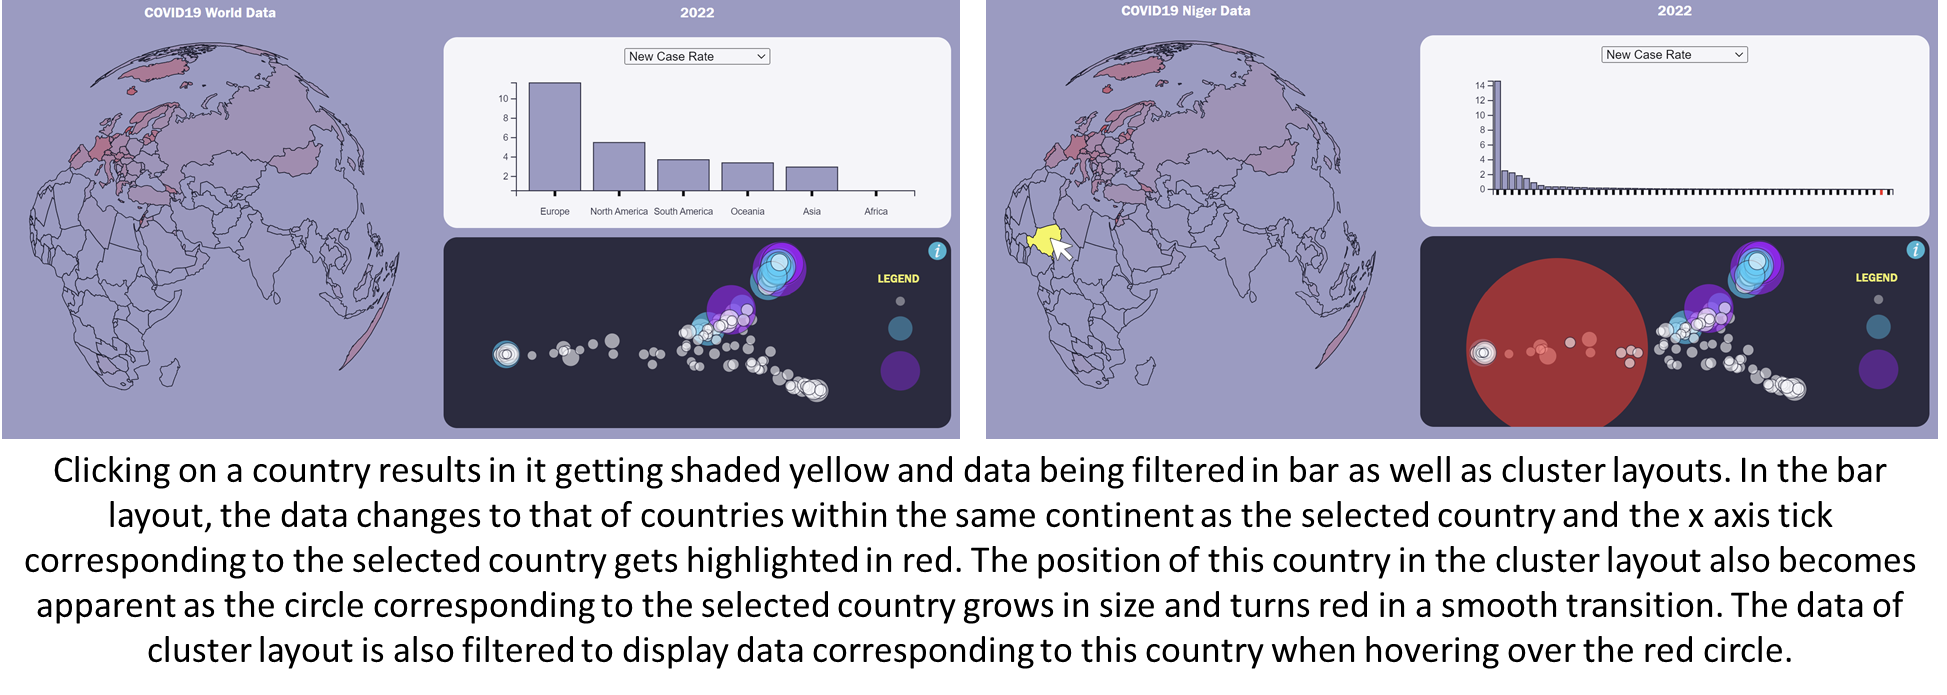 COVID19 World Data
2022
New Case Rate
10
8
6
4
2
Europe North America South America Oceania Asia Africa
i
LEGEND
COVID19 Niger Data
2022
New Case Rate
14
12
10
8
6
4
2
0
i
LEGEND
Clicking on a country results in it getting shaded yellow and data being filtered in bar as well as cluster layouts. In the bar
layout, the data changes to that of countries within the same continent as the selected country and the x axis tick
corresponding to the selected country gets highlighted in red. The position of this country in the cluster layout also becomes
apparent as the circle corresponding to the selected country grows in size and turns red in a smooth transition. The data of
cluster layout is also filtered to display data corresponding to this country when hovering over the red circle.